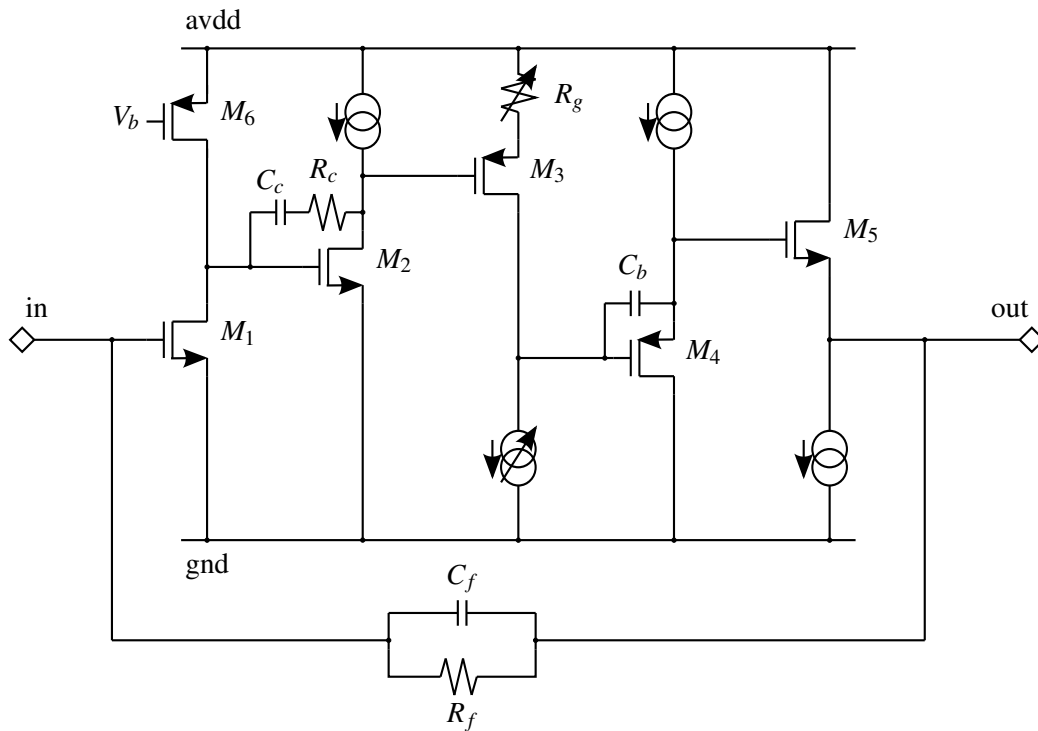 avdd
V_b
M_6
R_g
C_c
R_c
M_3
M_2
M_5
C_b
in
M_1
M_4
out
gnd
C_f
R_f